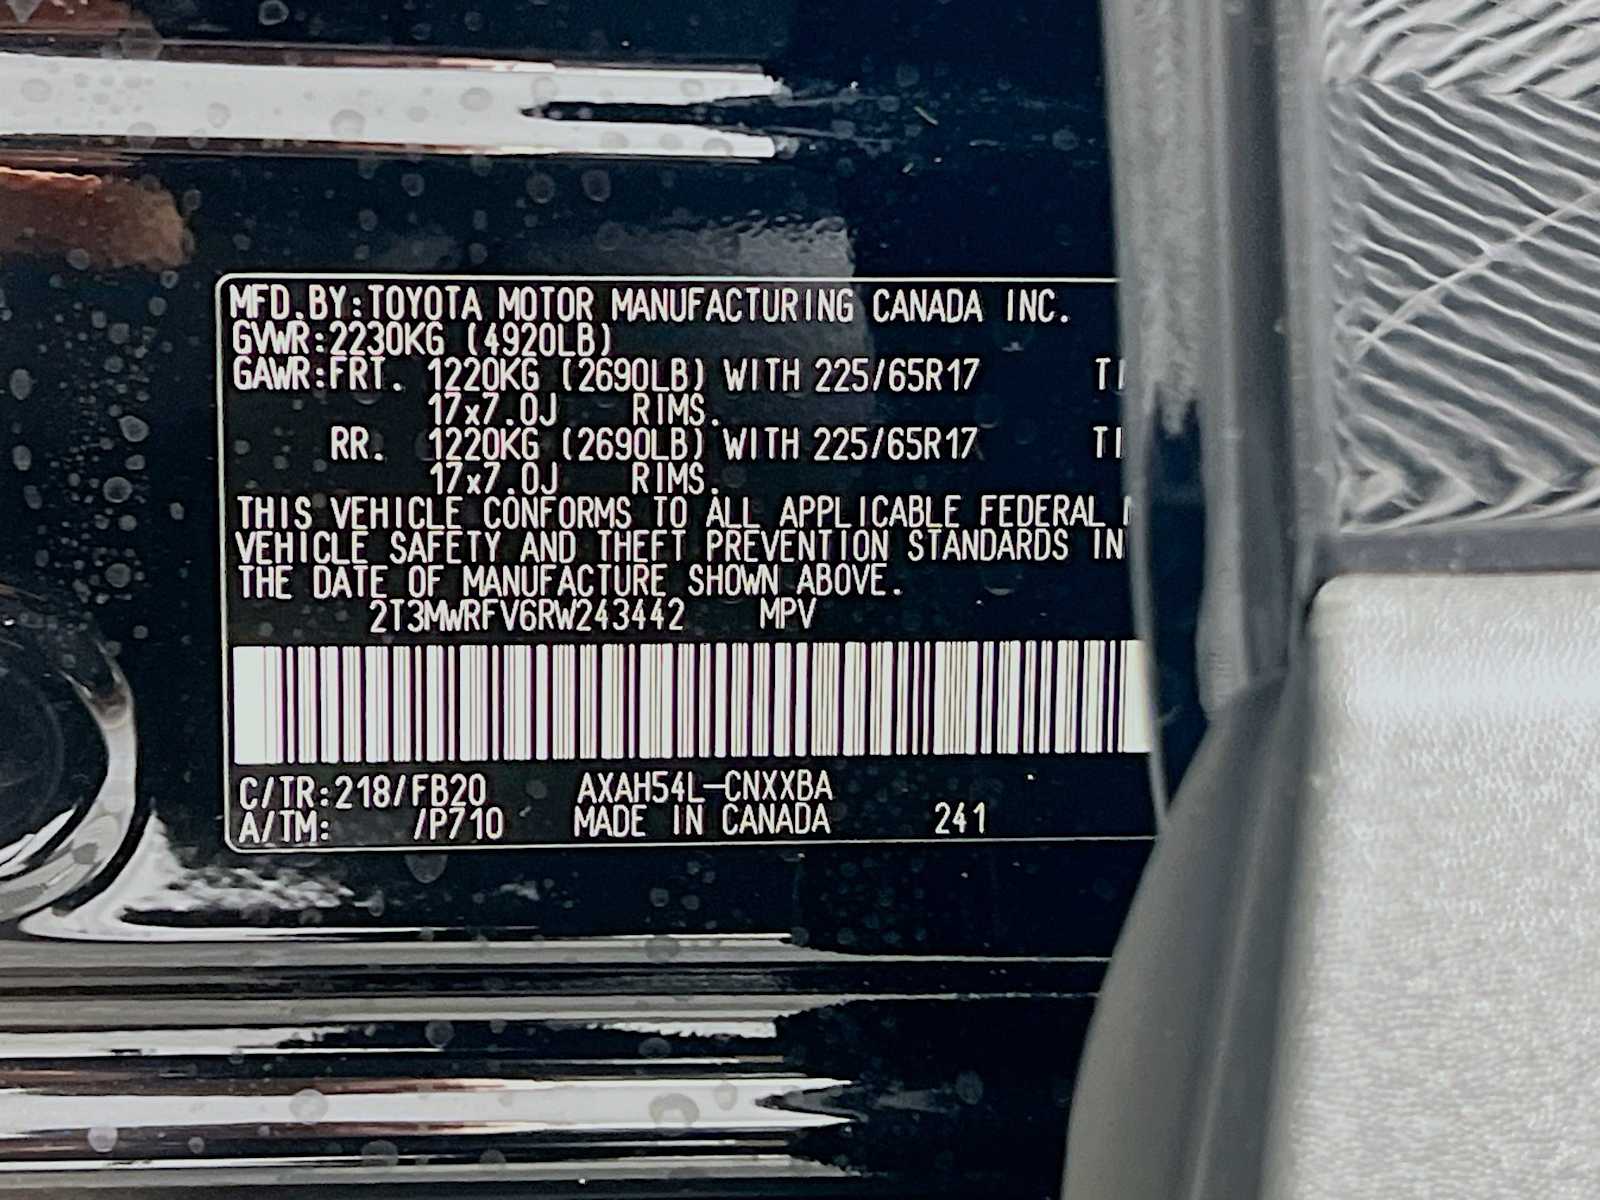 MFD.BY:TOYOTA MOTOR MANUFACTURING CANADA INC.
GVWR:2230KG (4920LB)
GAWR:FRT. 1220KG (2690LB) WITH 225/65R17
17x7.0J RIMS.
RR. 1220KG (2690LB) WITH 225/65R17
17x7.0J RIMS.
THIS VEHICLE CONFORMS TO ALL APPLICABLE FEDERAL
VEHICLE SAFETY AND THEFT PREVENTION STANDARDS IN
THE DATE OF MANUFACTURE SHOWN ABOVE.
2T3MWRFV6RW243442 MPV
C/TR:218/FB20 AXAH54L-CNXXBA
A/TM: /P710 MADE IN CANADA 241